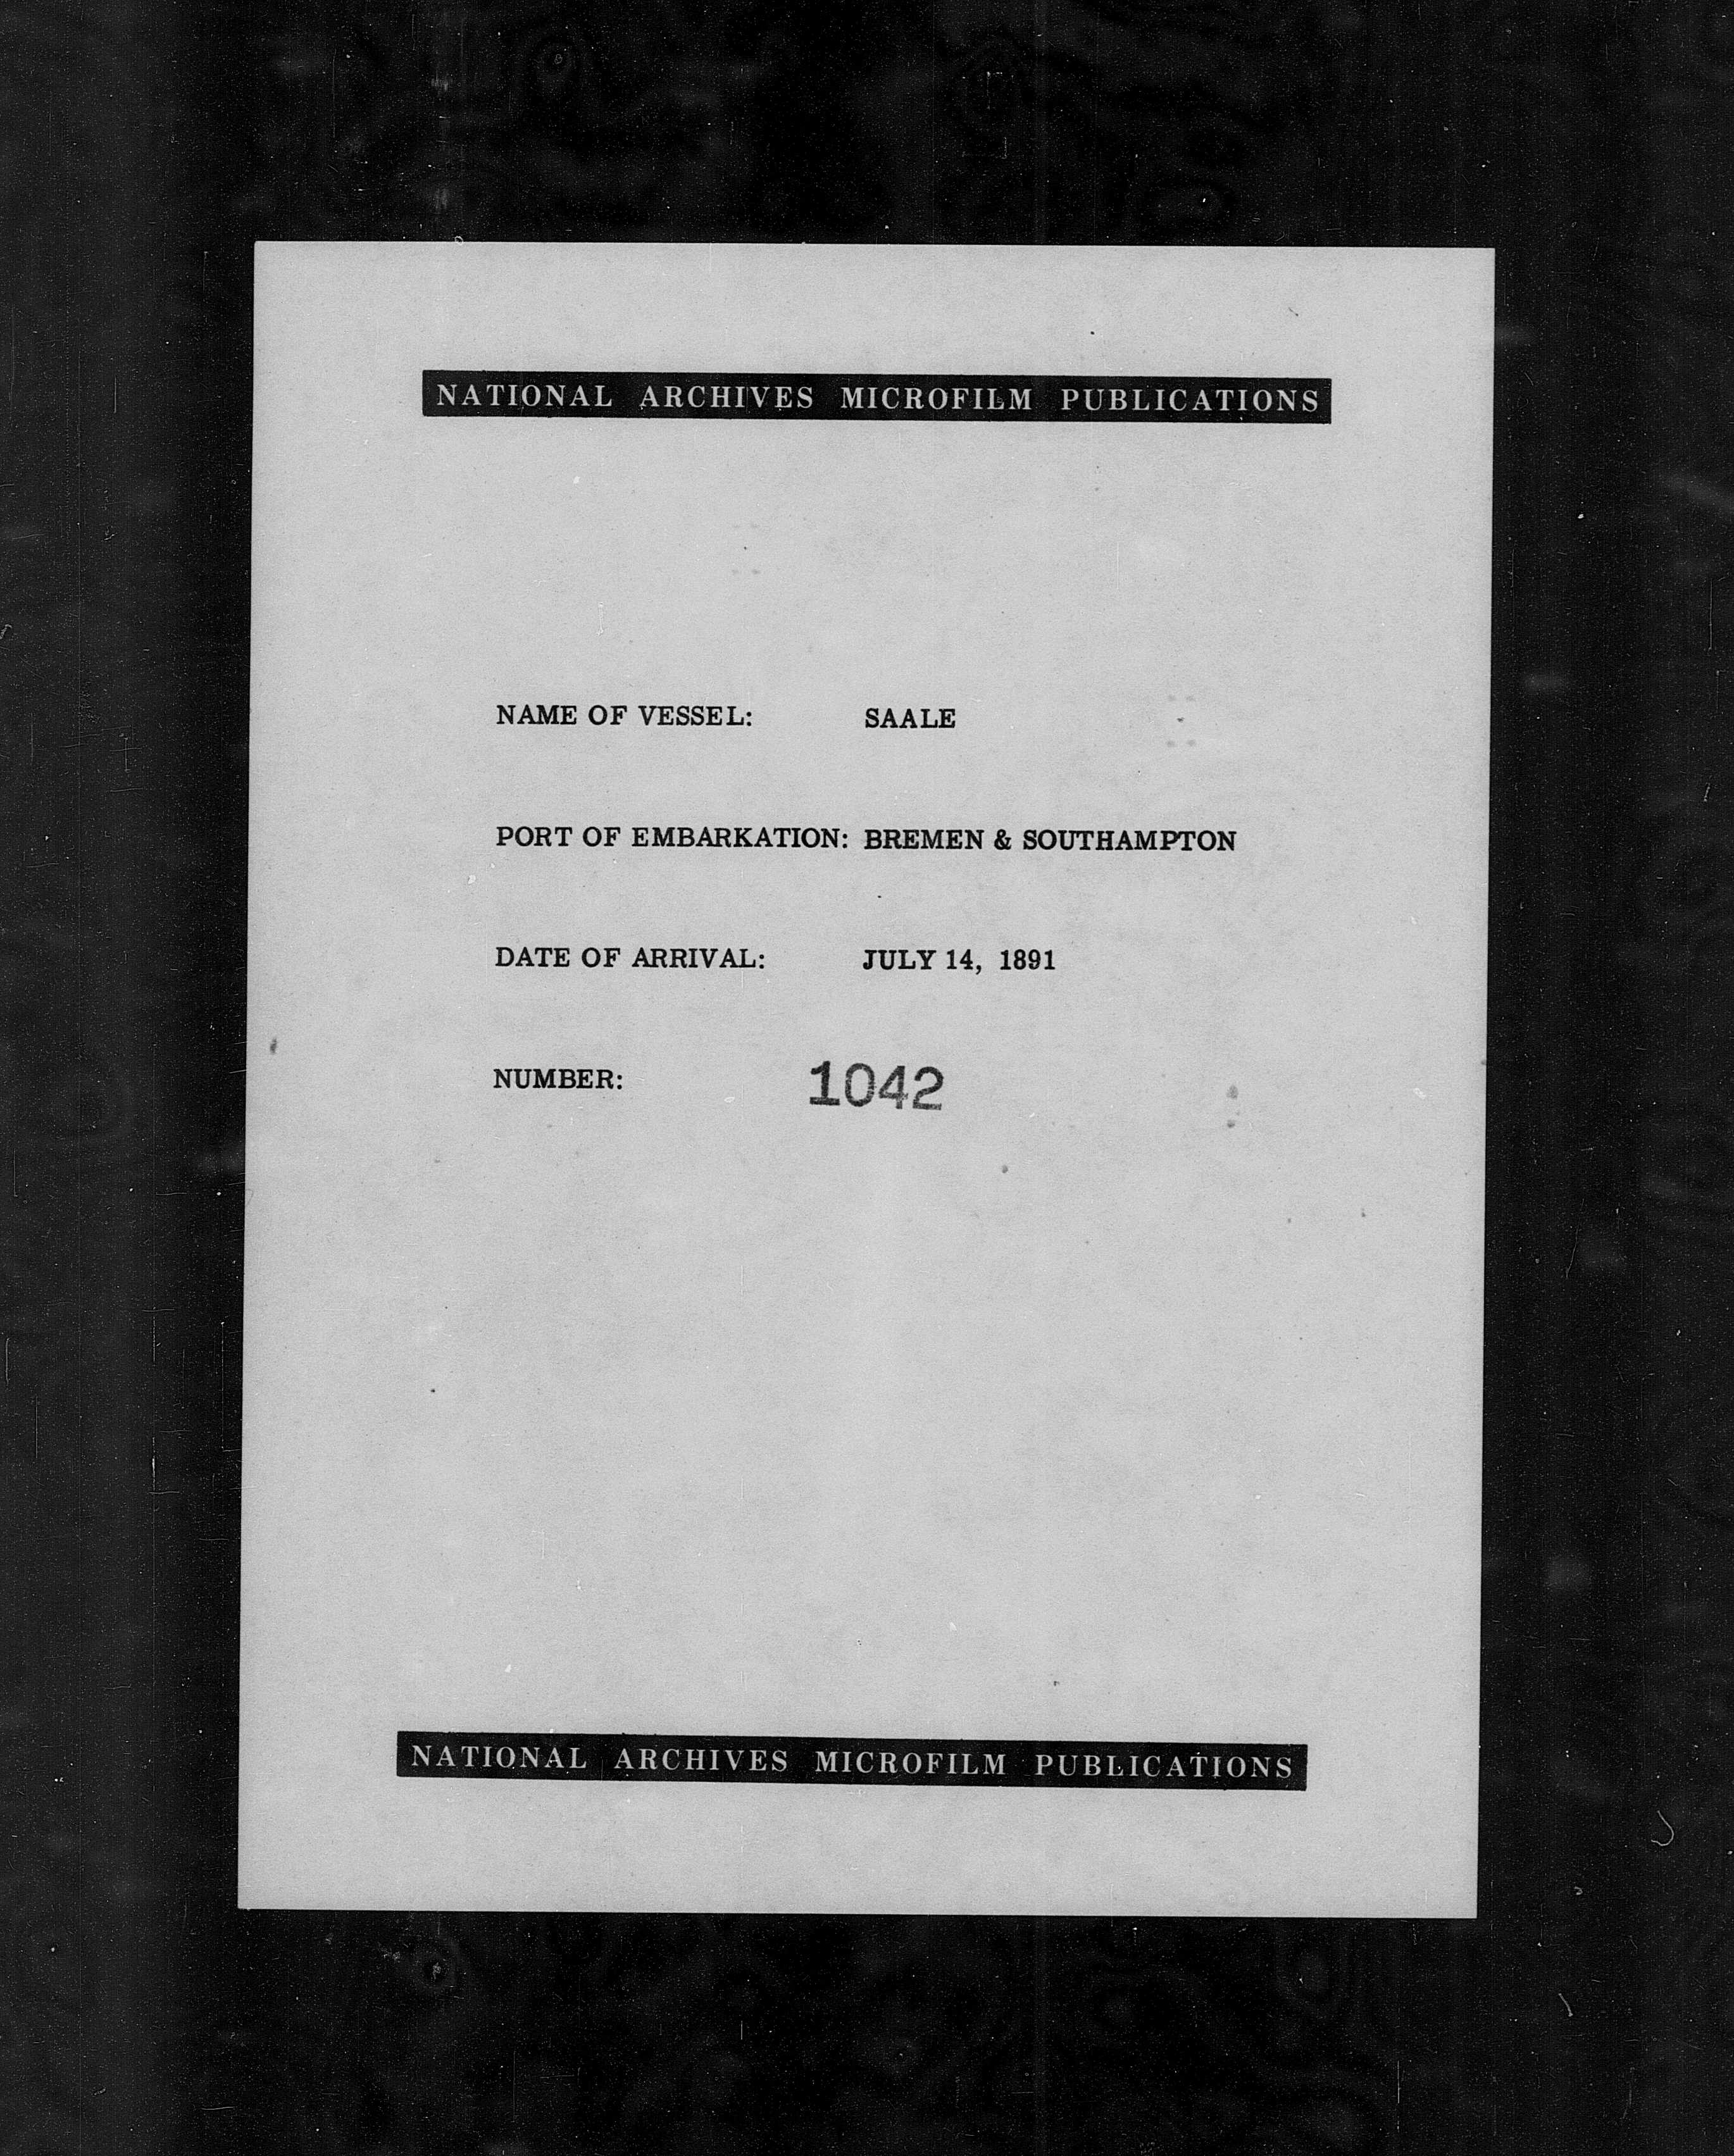 NATIONAL ARCHIVES MICROFILM PUBLICATIONS
NAME OF VESSEL: SAALE
PORT OF EMBARKATION: BREMEN & SOUTHAMPTON
DATE OF ARRIVAL: JULY 14, 1891
NUMBER: 1042
NATIONAL ARCHIVES MICROFILM PUBLICATIONS